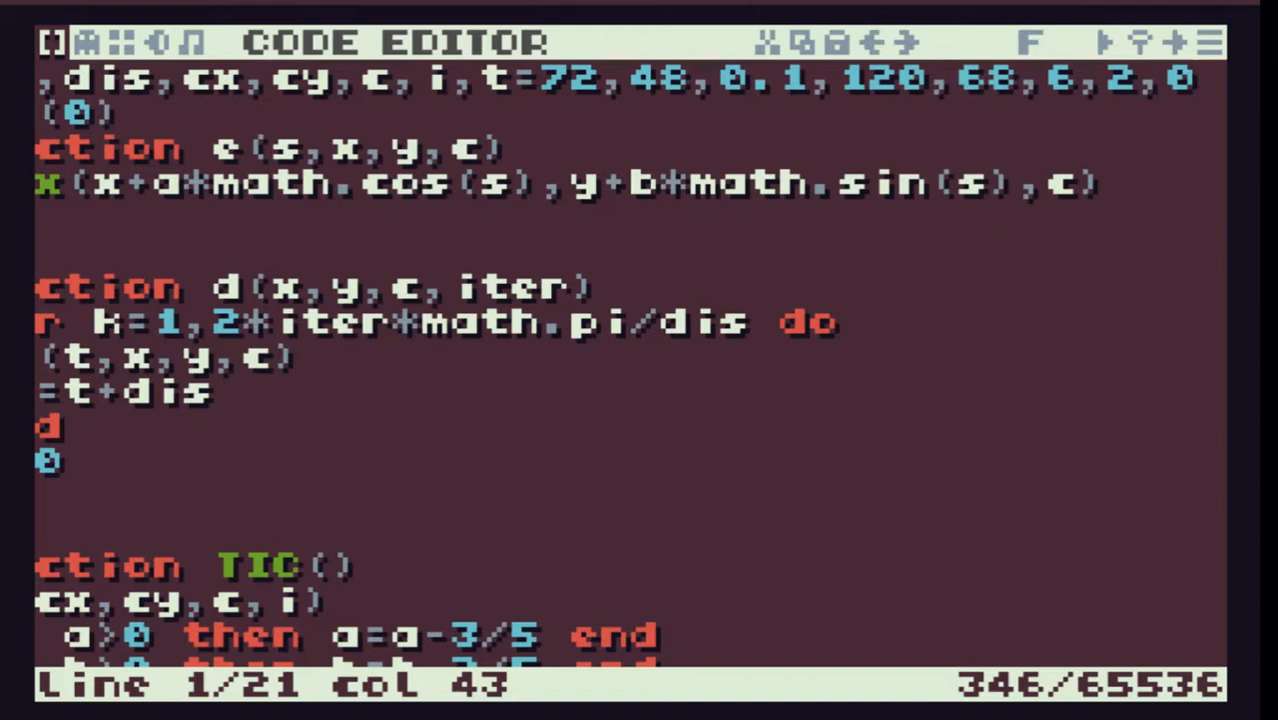 CODE EDITOR F
,dis,cx,cy,c,i,t=72,48,0.1,120,68,6,2,0
(0)
ction e(s,x,y,c)
x(x+a*math.cos(s),y+b*math.sin(s),c)
ction d(x,y,c,iter)
r k=1,2*iter*math.pi/dis do
(t,x,y,c)
=t+dis
d
0
ction TIC()
cx,cy,c,i)
a>0 then a=a-3/5 end
line 1/21 col 43 346/65536